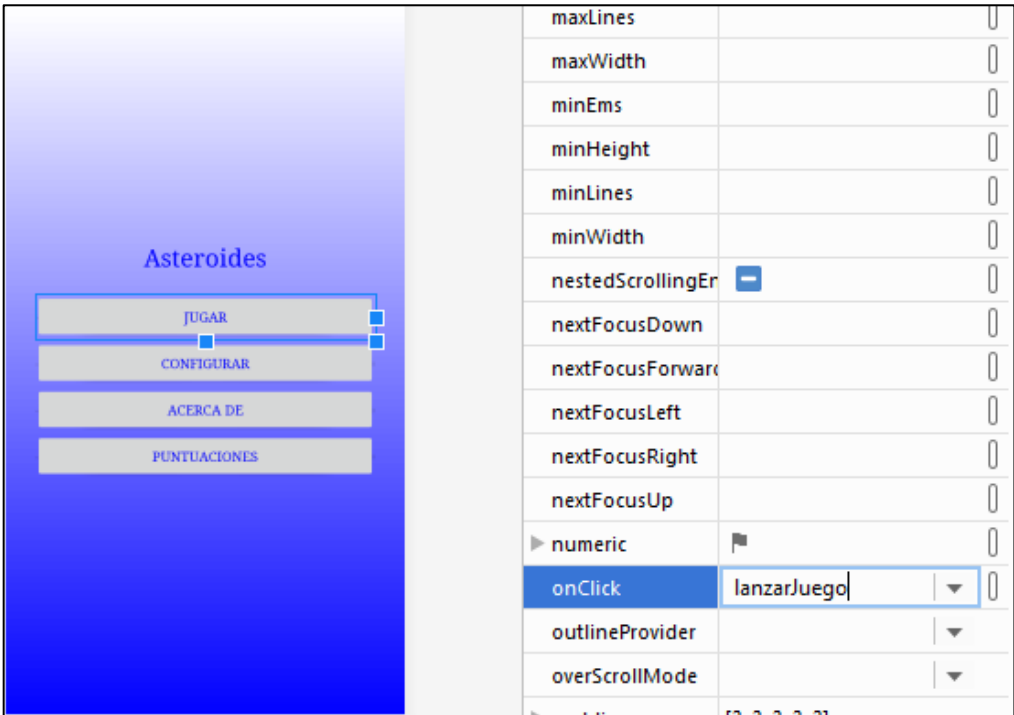 Asteroides
JUGAR
CONFIGURAR
ACERCA DE
PUNTUACIONES
maxLines
maxWidth
minEms
minHeight
minLines
minWidth
nestedScrollingEn
nextFocusDown
nextFocusForward
nextFocusLeft
nextFocusRight
nextFocusUp
numeric
onClick lanzarJuego
outlineProvider
overScrollMode